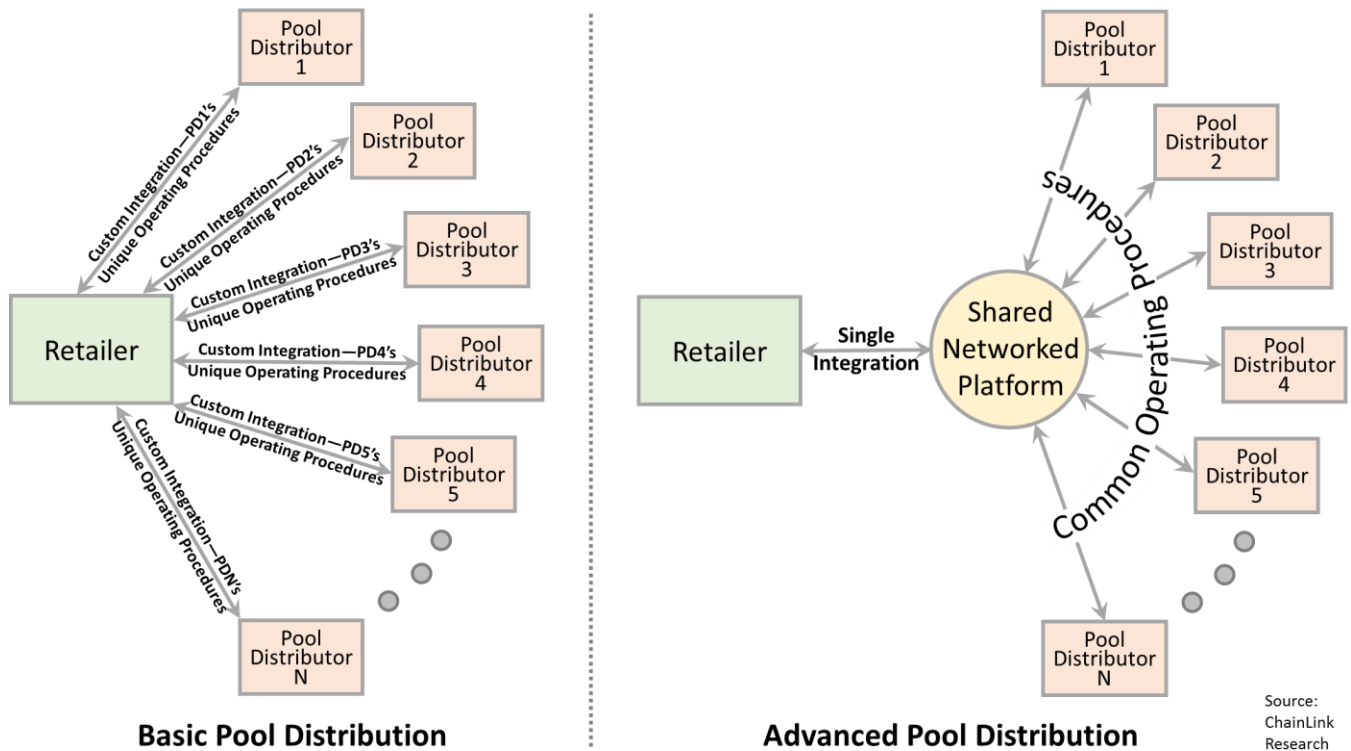 Pool
Distributor
1
Custom Integration—PD1's
Unique Operating Procedures
Pool
Distributor
2
Custom Integration—PD2's
Unique Operating Procedures
Pool
Distributor
3
Custom Integration—PD3's
Unique Operating Procedures
Retailer
Pool
Distributor
4
Custom Integration—PD4's
Unique Operating Procedures
Pool
Distributor
5
Custom Integration—PD5's
Unique Operating Procedures
Custom Integration—PDN's
Unique Operating Procedures
Pool
Distributor
N
Basic Pool Distribution
Pool
Distributor
1
Pool
Distributor
2
Pool
Distributor
3
Retailer
Single
Integration
Shared
Networked
Platform
Common Operating Procedures
Pool
Distributor
4
Pool
Distributor
5
Pool
Distributor
N
Advanced Pool Distribution
Source:
ChainLink
Research